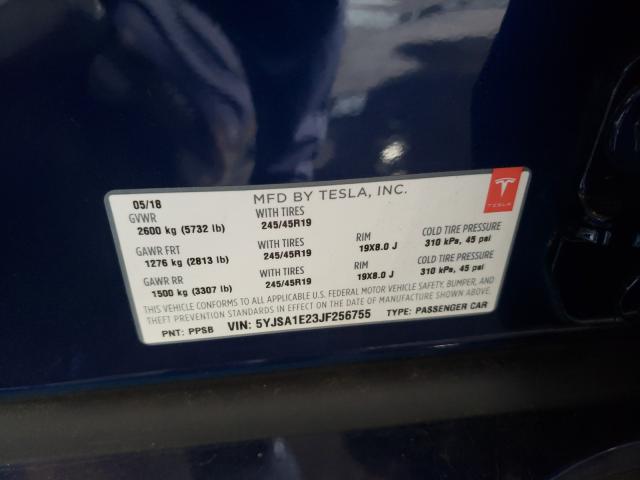 MFD BY TESLA, INC.
TESLA
05/18
GVWR
2600 kg (5732 lb)
WITH TIRES
245/45R19
GAWR FRT
1276 kg (2813 lb)
WITH TIRES
245/45R19
RIM
19X8.0 J
COLD TIRE PRESSURE
310 kPa, 45 psi
GAWR RR
1500 kg (3307 lb)
WITH TIRES
245/45R19
RIM
19X8.0 J
COLD TIRE PRESSURE
310 kPa, 45 psi
THIS VEHICLE CONFORMS TO ALL APPLICABLE U.S. FEDERAL MOTOR VEHICLE SAFETY, BUMPER, AND
THEFT PREVENTION STANDARDS IN EFFECT ON THE DATE OF MANUFACTURE SHOWN ABOVE.
PNT: PPSB VIN: 5YJSA1E23JF256755 TYPE: PASSENGER CAR